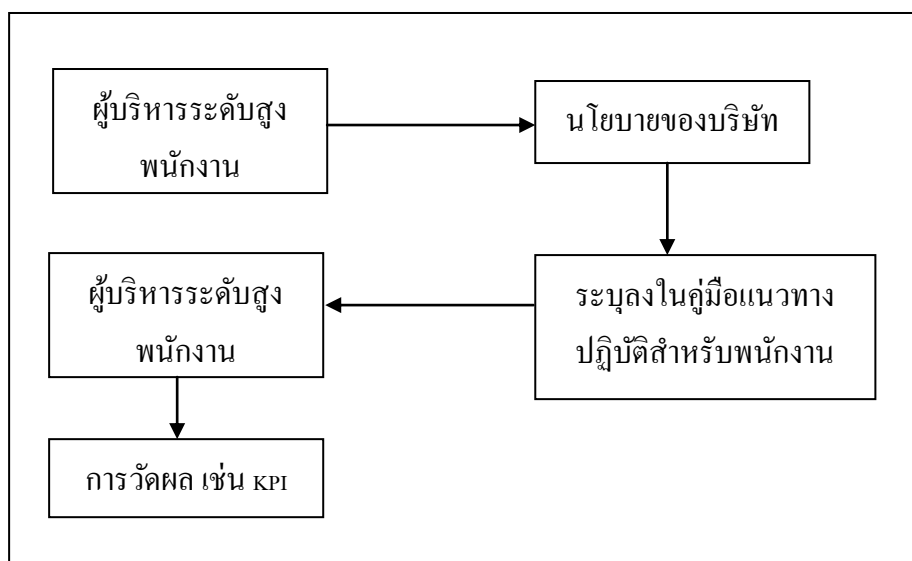 ผู้บริหารระดับสูง
พนักงาน
นโยบายของบริษัท
ระบุลงในคู่มือแนวทาง
ปฏิบัติสำหรับพนักงาน
ผู้บริหารระดับสูง
พนักงาน
การวัดผล เช่น KPI